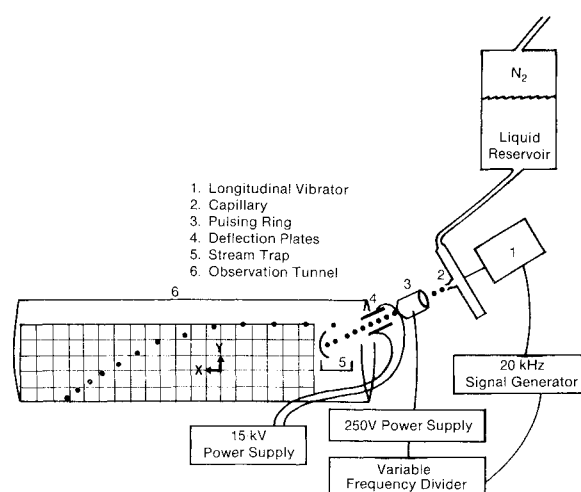 N2
Liquid
Reservoir
1. Longitudinal Vibrator
2. Capillary
3. Pulsing Ring
4. Deflection Plates
5. Stream Trap
6. Observation Tunnel
1
2
3
4
6
Y
X
5
20 kHz
Signal Generator
15 kV
Power Supply
250V Power Supply
Variable
Frequency Divider